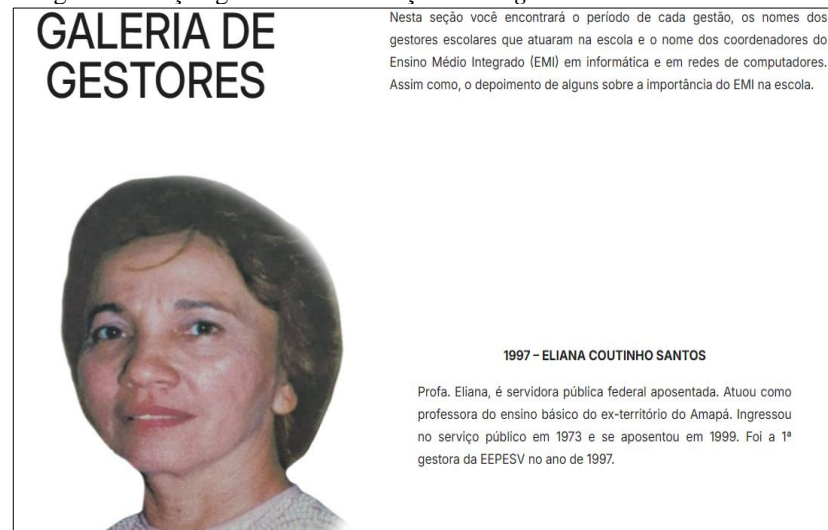 GALERIA DE
GESTORES
Nesta seção você encontrará o período de cada gestão, os nomes dos
gestores escolares que atuaram na escola e o nome dos coordenadores do
Ensino Médio Integrado (EMI) em informática e em redes de computadores.
Assim como, o depoimento de alguns sobre a importância do EMI na escola.
1997 – ELIANA COUTINHO SANTOS
Profa. Eliana, é servidora pública federal aposentada. Atuou como
professora do ensino básico do ex-território do Amapá. Ingressou
no serviço público em 1973 e se aposentou em 1999. Foi a 1ª
gestora da EEPESV no ano de 1997.